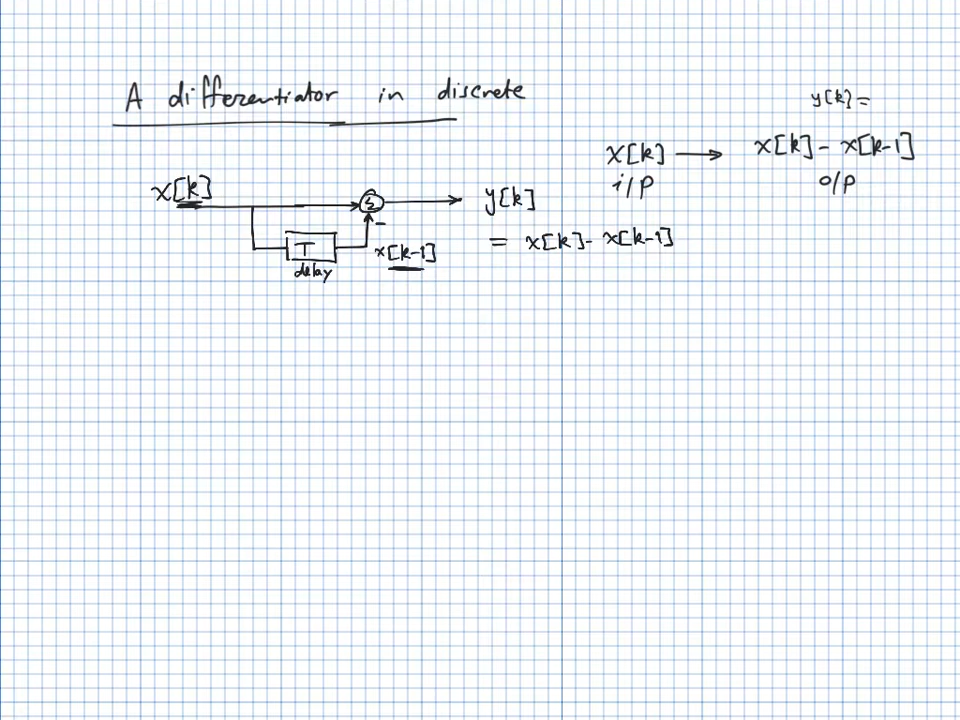 A differentiator in discrete
y[k] =
x[k] → x[k] - x[k-1]
i/p o/p
x[k] Σ y[k]
-
= x[k] - x[k-1]
T x[k-1]
delay